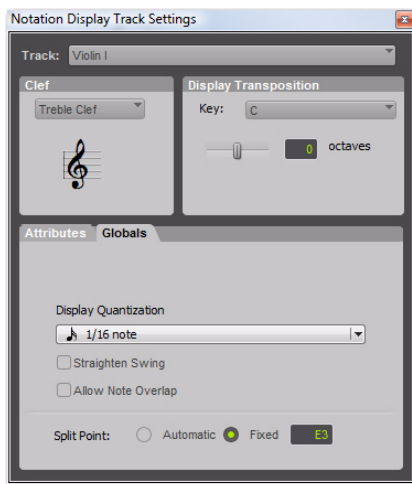 Notation Display Track Settings
Track: Violin I
Clef
Display Transposition
Treble Clef
Key: C
0 octaves
Attributes Globals
Display Quantization
1/16 note
Straighten Swing
Allow Note Overlap
Split Point: Automatic Fixed E3